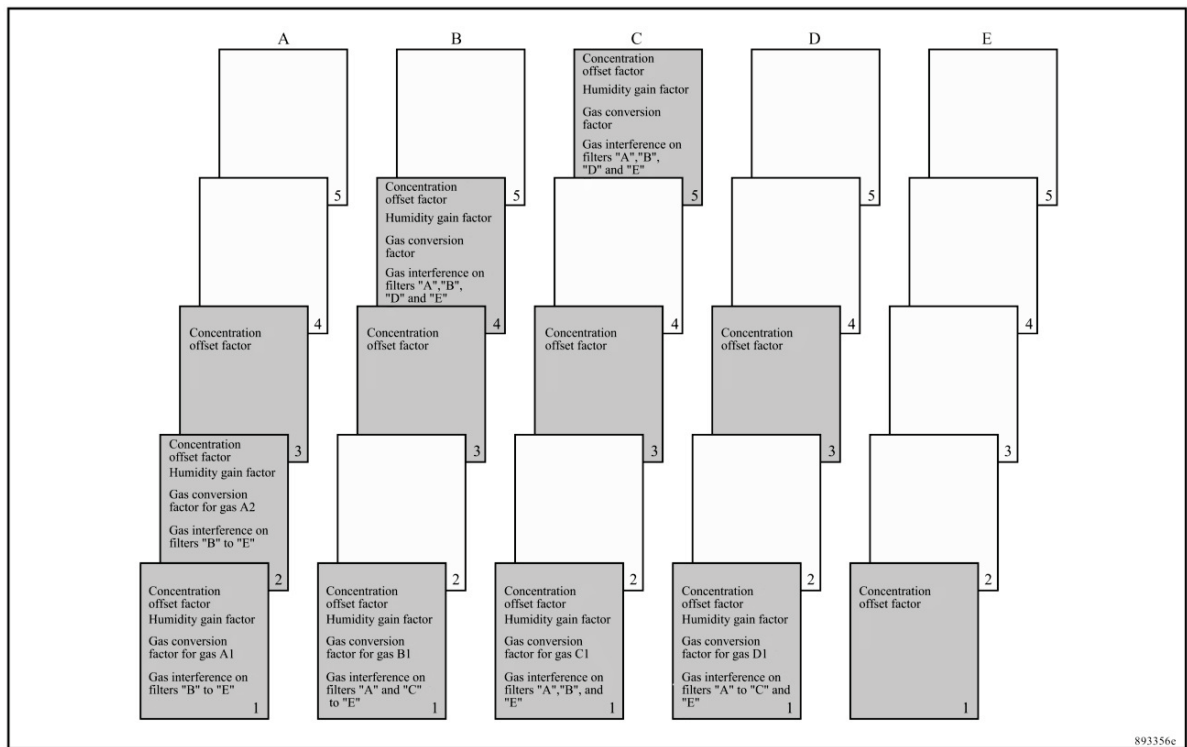 A B C D E
Concentration
offset factor
Humidity gain factor
Gas conversion
factor
Gas interference on
filters "A","B",
"D" and "E"
5 5 5 5 5
Concentration
offset factor
Humidity gain factor
Gas conversion
factor
Gas interference on
filters "A","B",
"D" and "E"
4 4 4 4 4
Concentration
offset factor
Concentration
offset factor
Concentration
offset factor
Concentration
offset factor
3 3 3 3 3
Concentration
offset factor
Humidity gain factor
Gas conversion
factor for gas A2
Gas interference on
filters "B" to "E"
2 2 2 2 2
Concentration
offset factor
Humidity gain factor
Gas conversion
factor for gas A1
Gas interference on
filters "B" to "E"
1
Concentration
offset factor
Humidity gain factor
Gas conversion
factor for gas B1
Gas interference on
filters "A" and "C"
to "E"
1
Concentration
offset factor
Humidity gain factor
Gas conversion
factor for gas C1
Gas interference on
filters "A","B", and
"E"
1
Concentration
offset factor
Humidity gain factor
Gas conversion
factor for gas D1
Gas interference on
filters "A" to "C" and
"E"
1
Concentration
offset factor
1
893356e